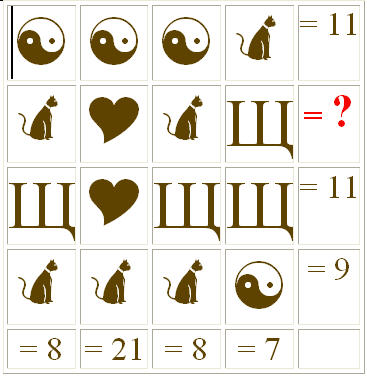 = 11
Щ = ?
Щ Щ Щ = 11
= 9
= 8 = 21 = 8 = 7